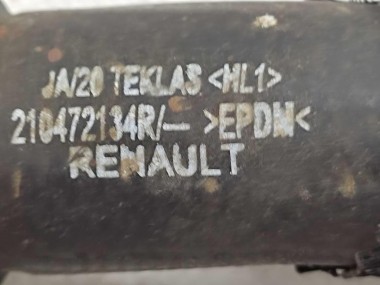 JA/20 TEKLAS <HL1>
210472134R/— >EPDM<
RENAULT